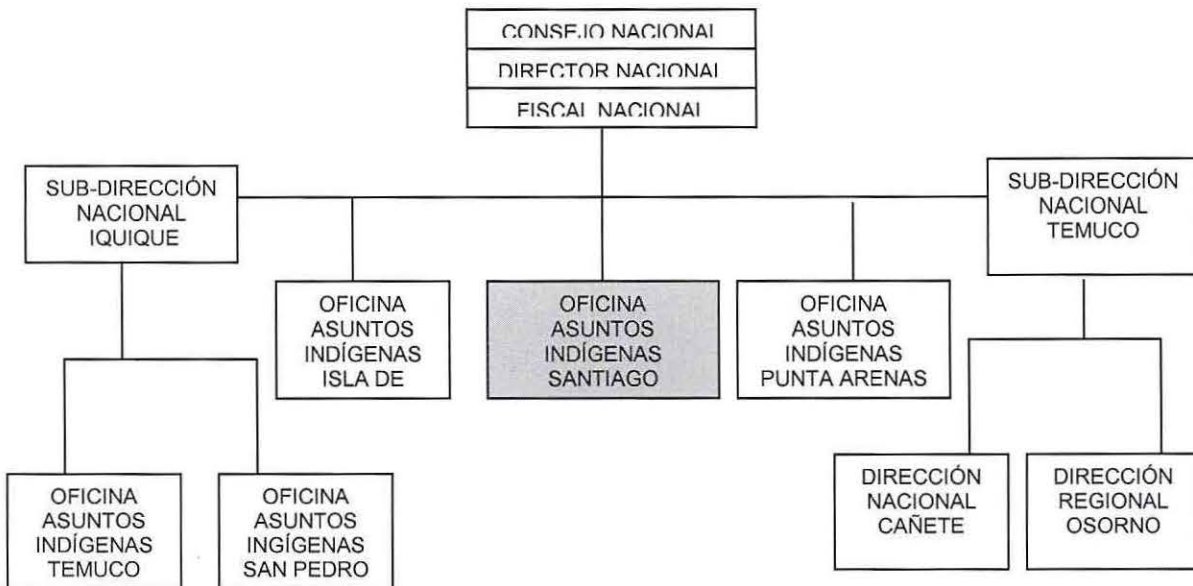 CONSEJO NACIONAL
DIRECTOR NACIONAL
FISCAL NACIONAL
SUB-DIRECCIÓN
NACIONAL
IQUIQUE
SUB-DIRECCIÓN
NACIONAL
TEMUCO
OFICINA
ASUNTOS
INDÍGENAS
ISLA DE
OFICINA
ASUNTOS
INDÍGENAS
SANTIAGO
OFICINA
ASUNTOS
INDÍGENAS
PUNTA ARENAS
OFICINA
ASUNTOS
INDÍGENAS
TEMUCO
OFICINA
ASUNTOS
INGÍGENAS
SAN PEDRO
DIRECCIÓN
NACIONAL
CAÑETE
DIRECCIÓN
REGIONAL
OSORNO